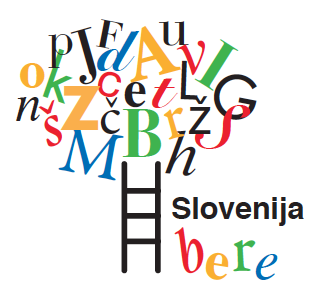 p J F d A u v I
o k Z c e t L G
n š č B r ž S
M h
Slovenija
bere